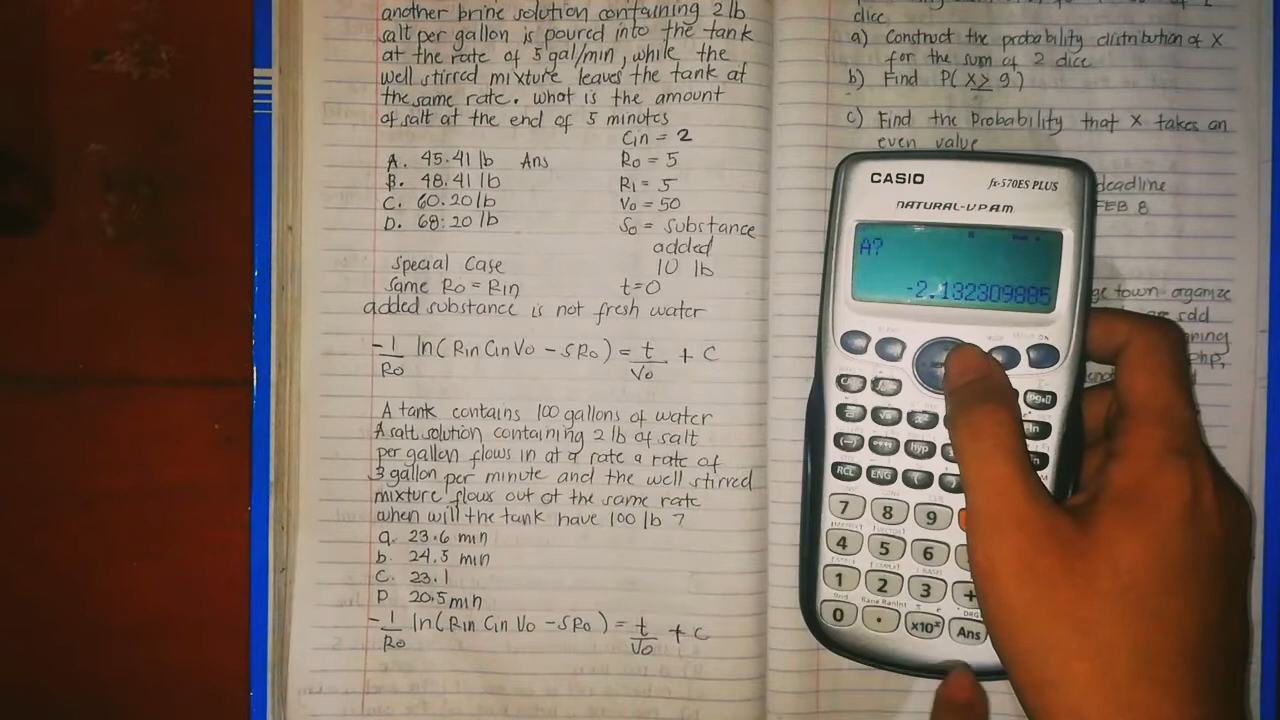 another brine solution containing 2 lb
salt per gallon is poured into the tank
at the rate of 5 gal/min, while the
well stirred mixture leaves the tank at
the same rate. what is the amount
of salt at the end of 5 minutes
Cin = 2
A. 45.41 lb Ans
Ro = 5
B. 48.41 lb
R1 = 5
C. 60.20 lb
Vo = 50
D. 68.20 lb
So = substance
added
10 lb
special case
same Ro = Rin
t=0
added substance is not fresh water
-1/Ro ln(Rin Cin Vo - SRo) = t/Vo + C
A tank contains 100 gallons of water
A salt solution containing 2 lb of salt
per gallon flows in at a rate a rate of
3 gallon per minute and the well stirred
mixture flows out of the same rate
when will the tank have 100 lb ?
a. 23.6 min
b. 24.5 min
C. 23.1
D 20.5 min
-1/Ro ln(Rin Cin Vo - SRo) = t/Vo + C
dice
a) Construct the probability distribution of X
for the sum of 2 dice
b) Find P(X≥9)
c) Find the Probability that X takes an
even value
deadline
FEB 8
ge town organize
sold
php,
CASIO
fx-570ES PLUS
NATURAL-V.P.A.M.
A?
-2.132309885
ON
(-)
hyp
RCL
ENG
(
7
8
9
4
5
6
1
2
3
+
0
.
×10ˣ
Ans